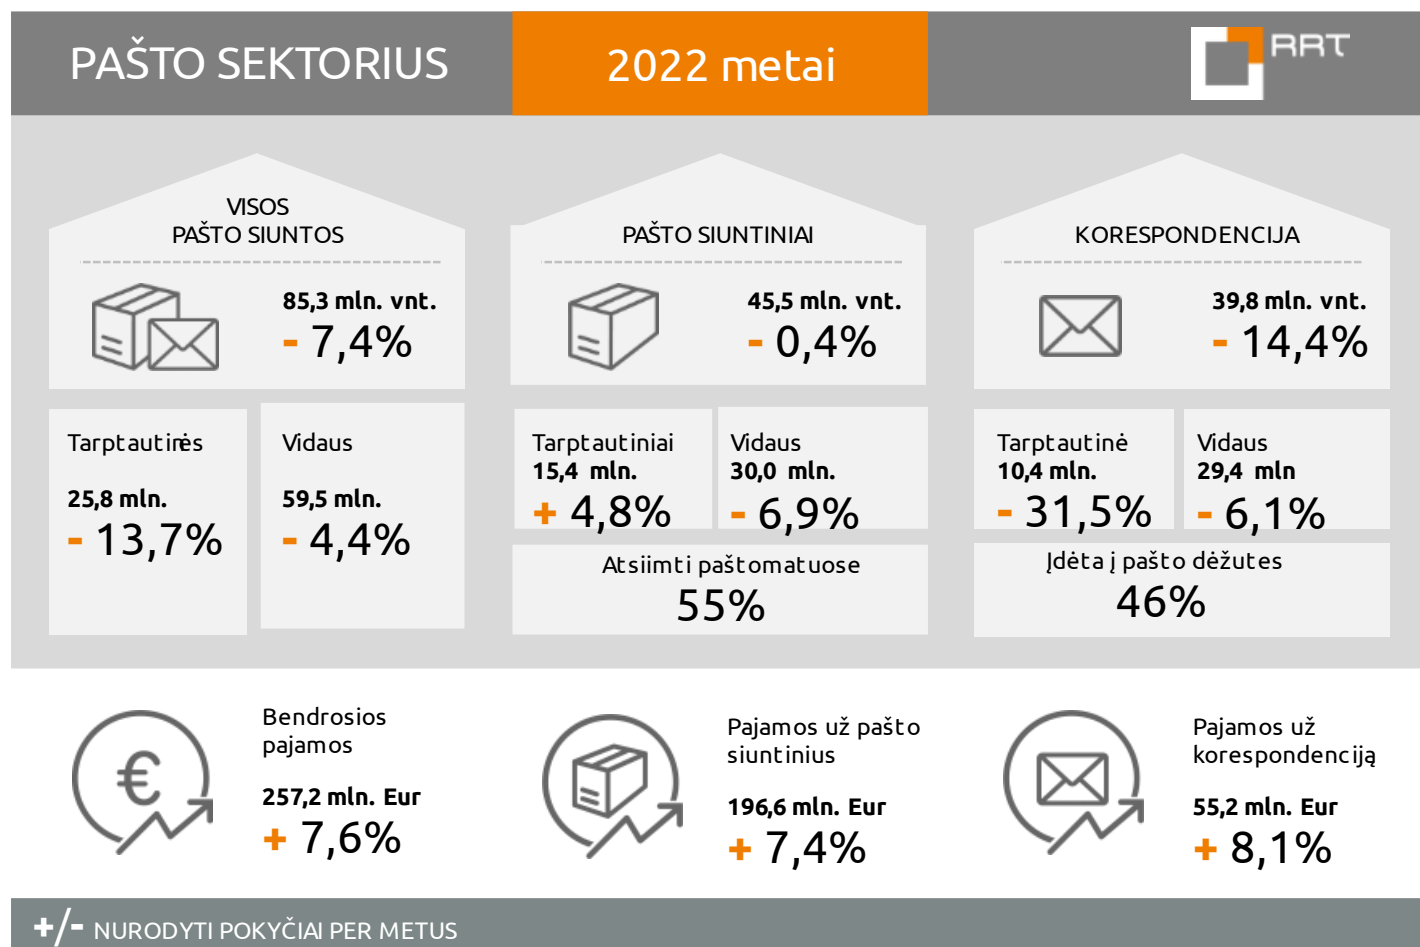 PAŠTO SEKTORIUS
2022 metai
RRT
VISOS
PAŠTO SIUNTOS
85,3 mln. vnt.
- 7,4%
Tarptautinės
25,8 mln.
- 13,7%
Vidaus
59,5 mln.
- 4,4%
PAŠTO SIUNTINIAI
45,5 mln. vnt.
- 0,4%
Tarptautiniai
15,4 mln.
+ 4,8%
Vidaus
30,0 mln.
- 6,9%
Atsiimti paštomatuose
55%
KORESPONDENCIJA
39,8 mln. vnt.
- 14,4%
Tarptautinė
10,4 mln.
- 31,5%
Vidaus
29,4 mln
- 6,1%
Įdėta į pašto dėžutes
46%
Bendrosios
pajamos
257,2 mln. Eur
+ 7,6%
Pajamos už pašto
siuntinius
196,6 mln. Eur
+ 7,4%
Pajamos už
korespondenciją
55,2 mln. Eur
+ 8,1%
+/- NURODYTI POKYČIAI PER METUS